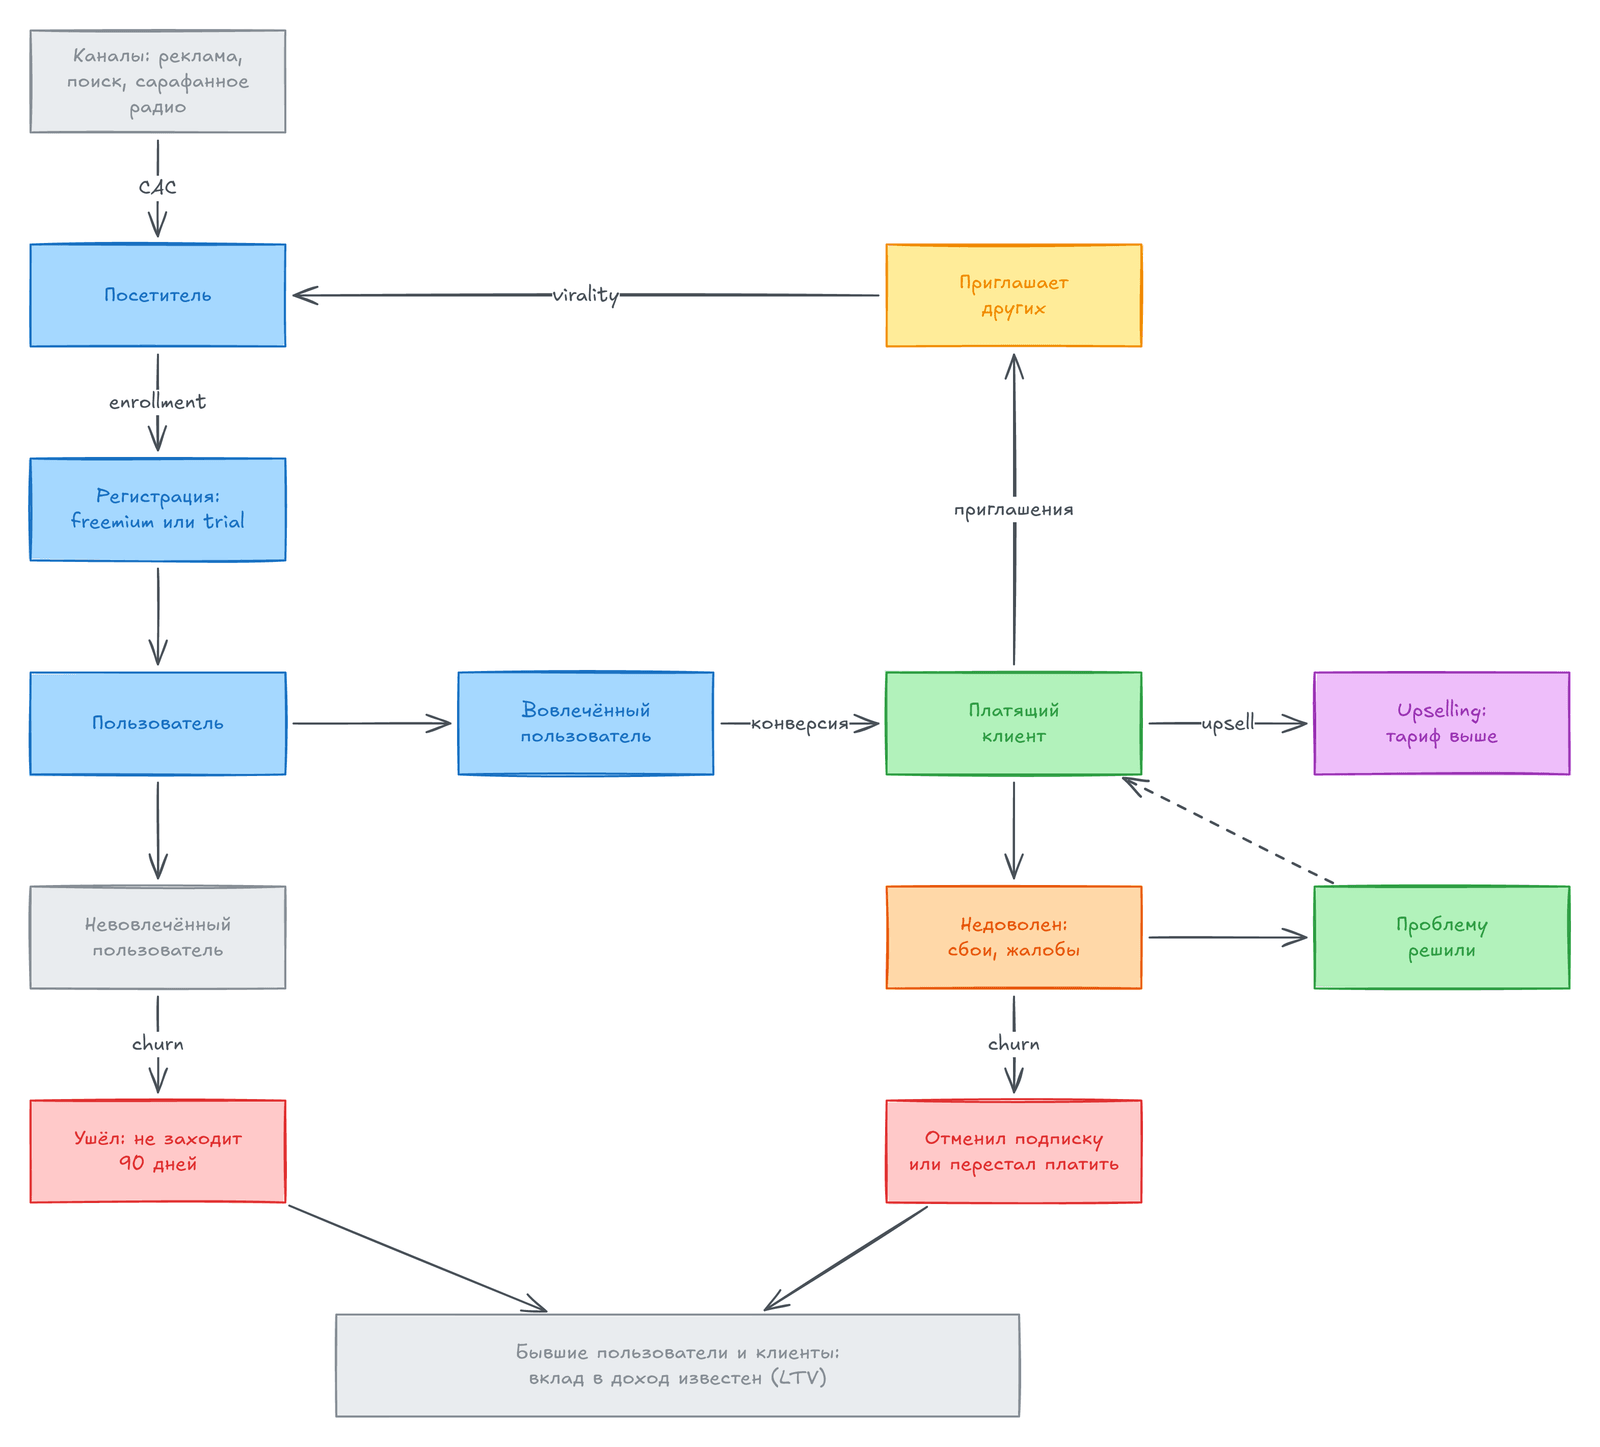 Каналы: реклама,
поиск, сарафанное
радио
CAC
Посетитель
virality
Приглашает
других
enrollment
Регистрация:
freemium или trial
приглашения
Пользователь
Вовлечённый
пользователь
конверсия
Платящий
клиент
upsell
Upselling:
тариф выше
Невовлечённый
пользователь
Недоволен:
сбои, жалобы
Проблему
решили
churn
churn
Ушёл: не заходит
90 дней
Отменил подписку
или перестал платить
Бывшие пользователи и клиенты:
вклад в доход известен (LTV)